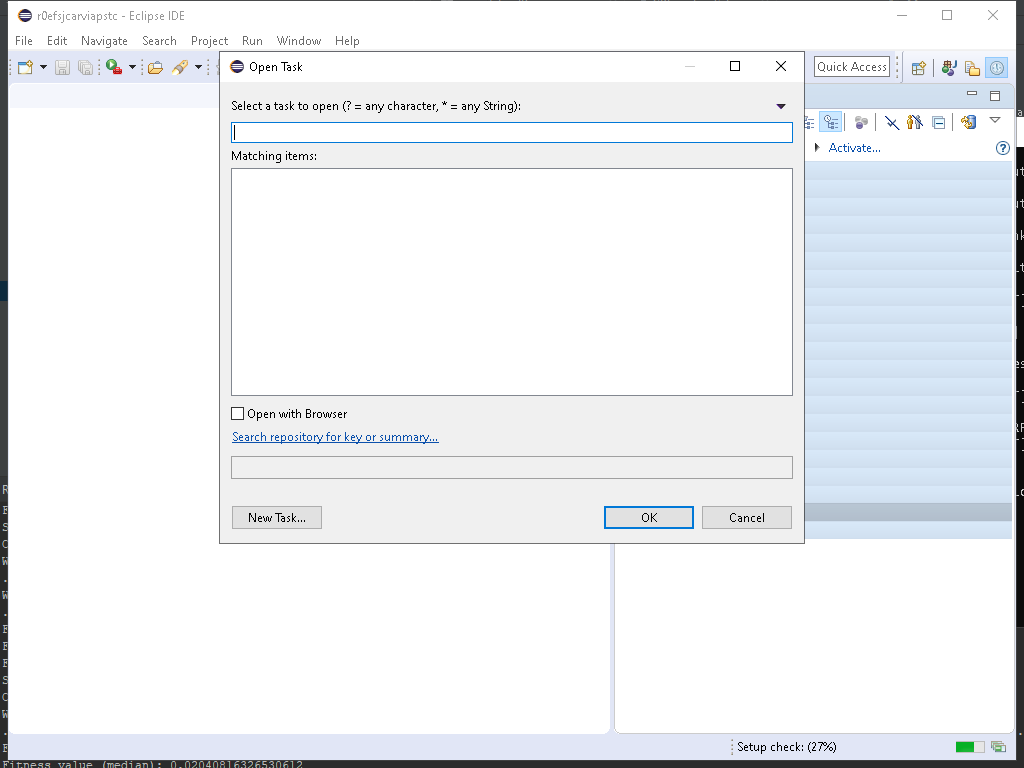 r0efsjcarviapstc - Eclipse IDE
File Edit Navigate Search Project Run Window Help
Quick Access
Open Task
Select a task to open (? = any character, * = any String):
Matching items:
Activate...
Open with Browser
Search repository for key or summary...
New Task... OK Cancel
Setup check: (27%)
Fitness value (median): 0.02040816326530612